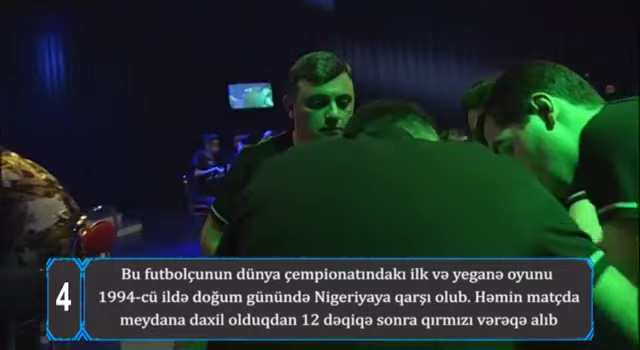 4
Bu futbolçunun dünya çempionatındakı ilk və yeganə oyunu
1994-cü ildə doğum günündə Nigeriyaya qarşı olub. Həmin matçda
meydana daxil olduqdan 12 dəqiqə sonra qırmızı vərəqə alıb